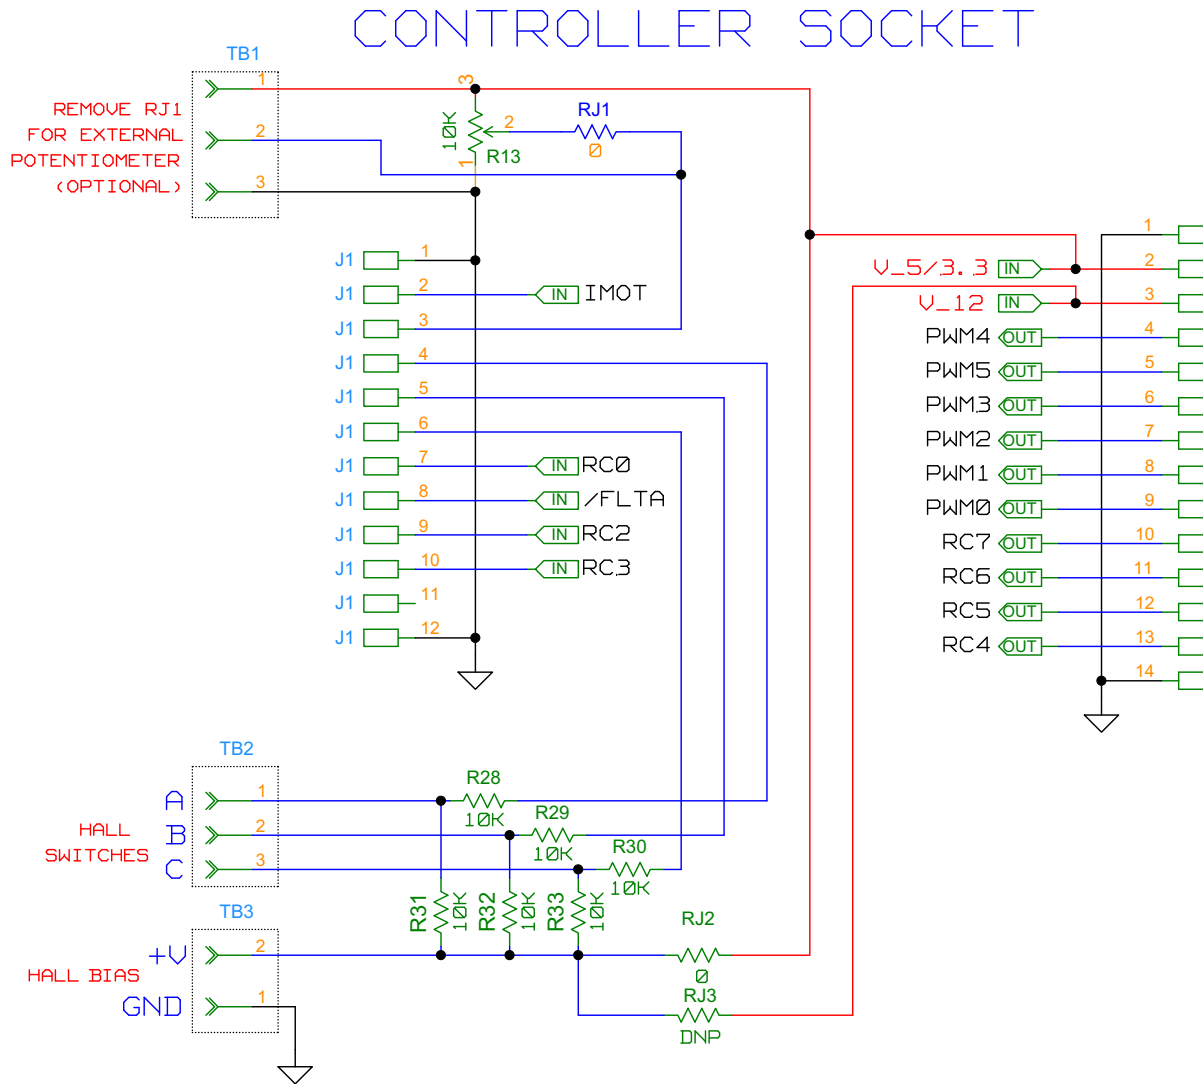 CONTROLLER SOCKET
TB1
1
2
3
REMOVE RJ1
FOR EXTERNAL
POTENTIOMETER
(OPTIONAL)
3
10K
2
1
R13
RJ1
0
J1 1
J1 2 IN IMOT
J1 3
J1 4
J1 5
J1 6
J1 7 IN RC0
J1 8 IN /FLTA
J1 9 IN RC2
J1 10 IN RC3
J1 11
J1 12
1
V_5/3.3 IN 2
V_12 IN 3
PWM4 OUT 4
PWM5 OUT 5
PWM3 OUT 6
PWM2 OUT 7
PWM1 OUT 8
PWM0 OUT 9
RC7 OUT 10
RC6 OUT 11
RC5 OUT 12
RC4 OUT 13
14
TB2
A 1
B 2
C 3
HALL
SWITCHES
R28
10K
R29
10K
R30
10K
R31 10K
R32 10K
R33 10K
TB3
+V 2
HALL BIAS
GND 1
RJ2
0
RJ3
DNP